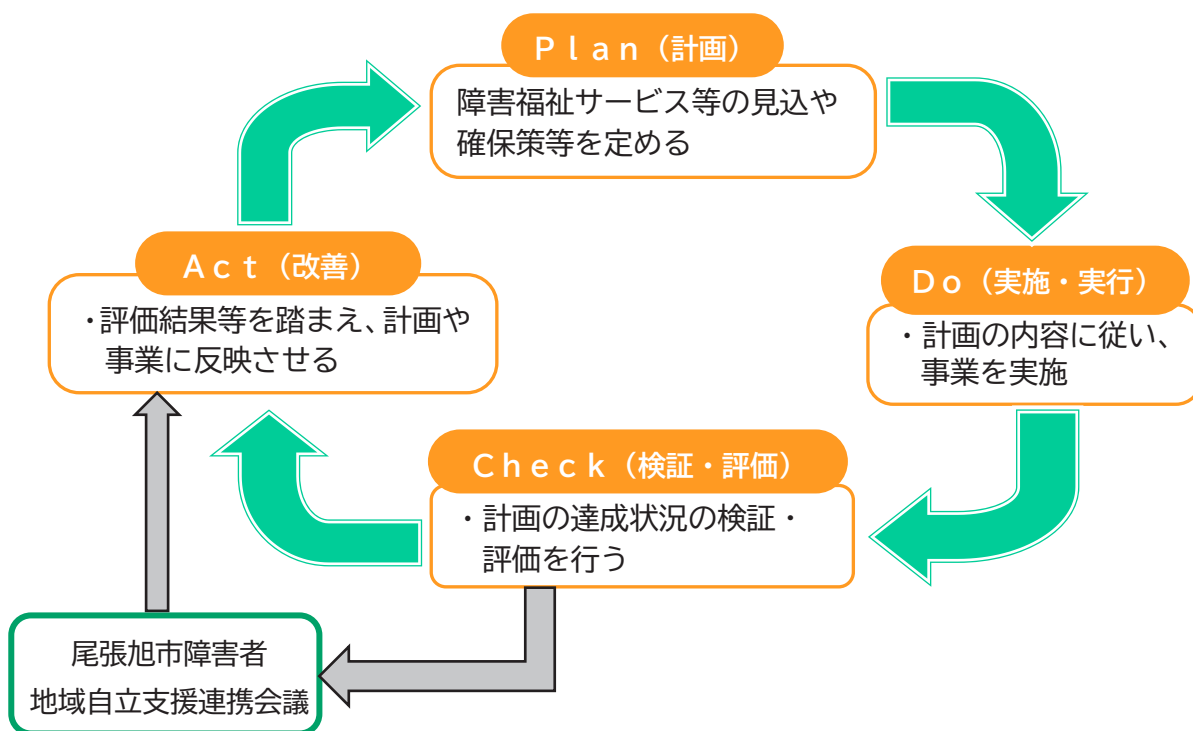 Ｐｌａｎ（計画）
障害福祉サービス等の見込や
確保策等を定める
Ｄｏ（実施・実行）
・計画の内容に従い、
事業を実施
Ｃｈｅｃｋ（検証・評価）
・計画の達成状況の検証・
評価を行う
Ａｃｔ（改善）
・評価結果等を踏まえ、計画や
事業に反映させる
尾張旭市障害者
地域自立支援連携会議